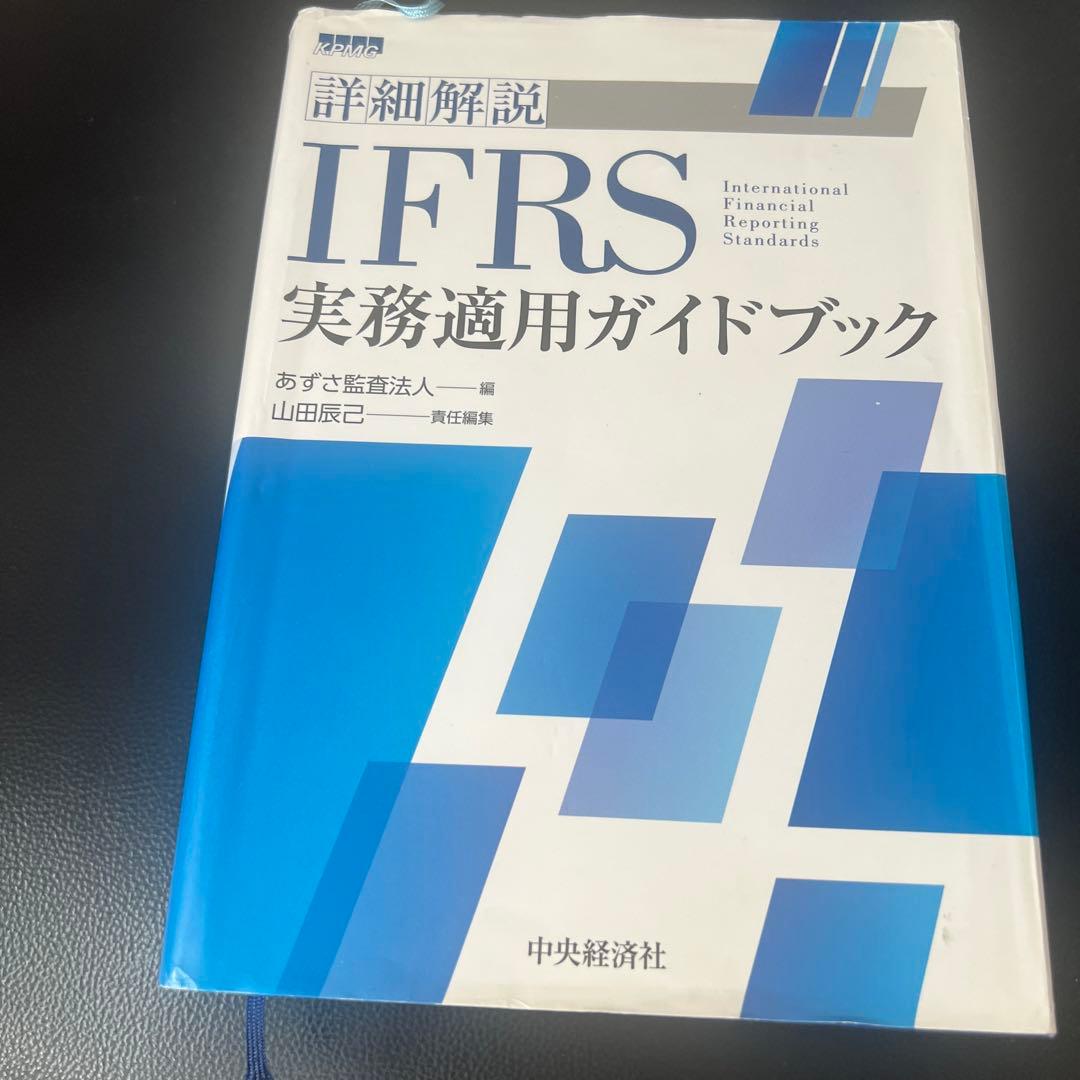 KPMG
詳細解説
IFRS
International
Financial
Reporting
Standards
実務適用ガイドブック
あずさ監査法人――編
山田辰己―――責任編集
中央経済社